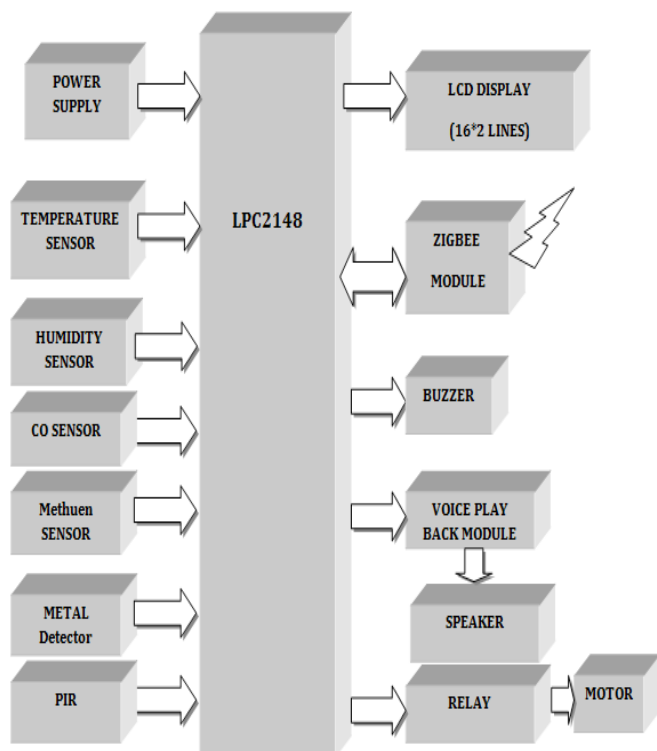 POWER
SUPPLY
TEMPERATURE
SENSOR
HUMIDITY
SENSOR
CO SENSOR
Methuen
SENSOR
METAL
Detector
PIR
LPC2148
LCD DISPLAY
(16*2 LINES)
ZIGBEE
MODULE
BUZZER
VOICE PLAY
BACK MODULE
SPEAKER
RELAY
MOTOR